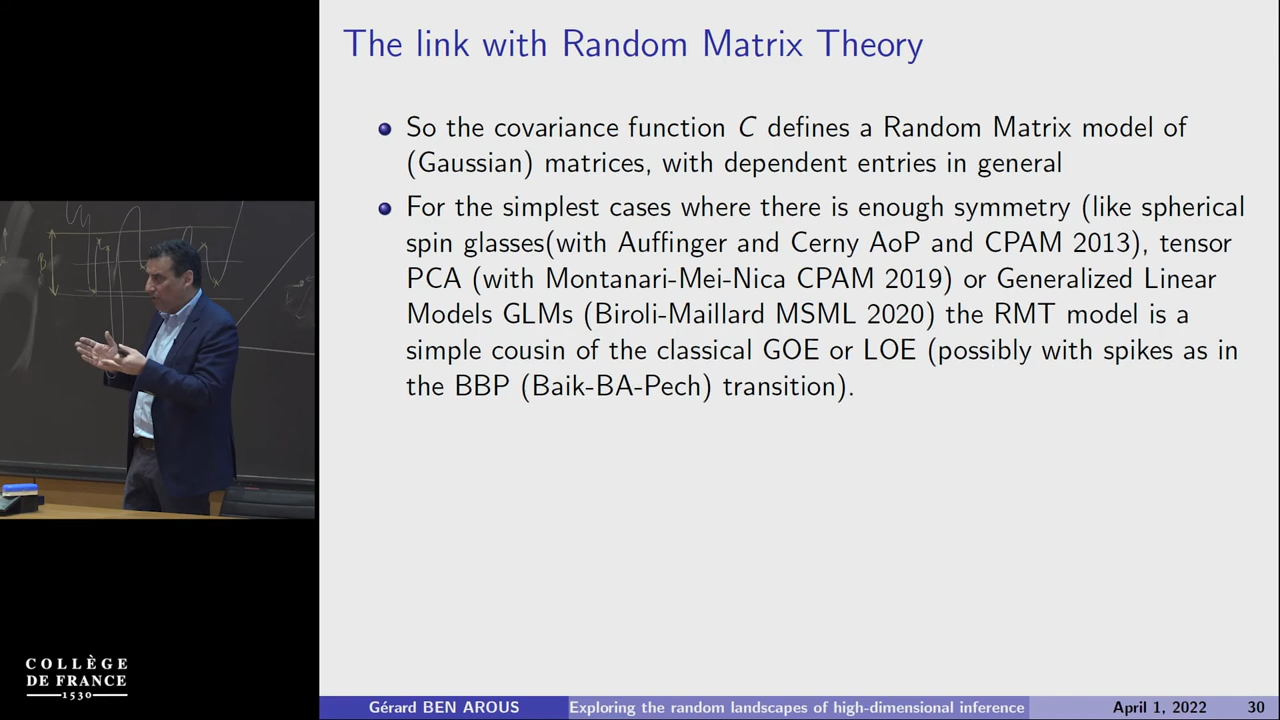 The link with Random Matrix Theory
So the covariance function C defines a Random Matrix model of
(Gaussian) matrices, with dependent entries in general
For the simplest cases where there is enough symmetry (like spherical
spin glasses(with Auffinger and Cerny AoP and CPAM 2013), tensor
PCA (with Montanari-Mei-Nica CPAM 2019) or Generalized Linear
Models GLMs (Biroli-Maillard MSML 2020) the RMT model is a
simple cousin of the classical GOE or LOE (possibly with spikes as in
the BBP (Baik-BA-Pech) transition).
COLLÈGE
DE FRANCE
1530
Gérard BEN AROUS Exploring the random landscapes of high-dimensional inference April 1, 2022 30